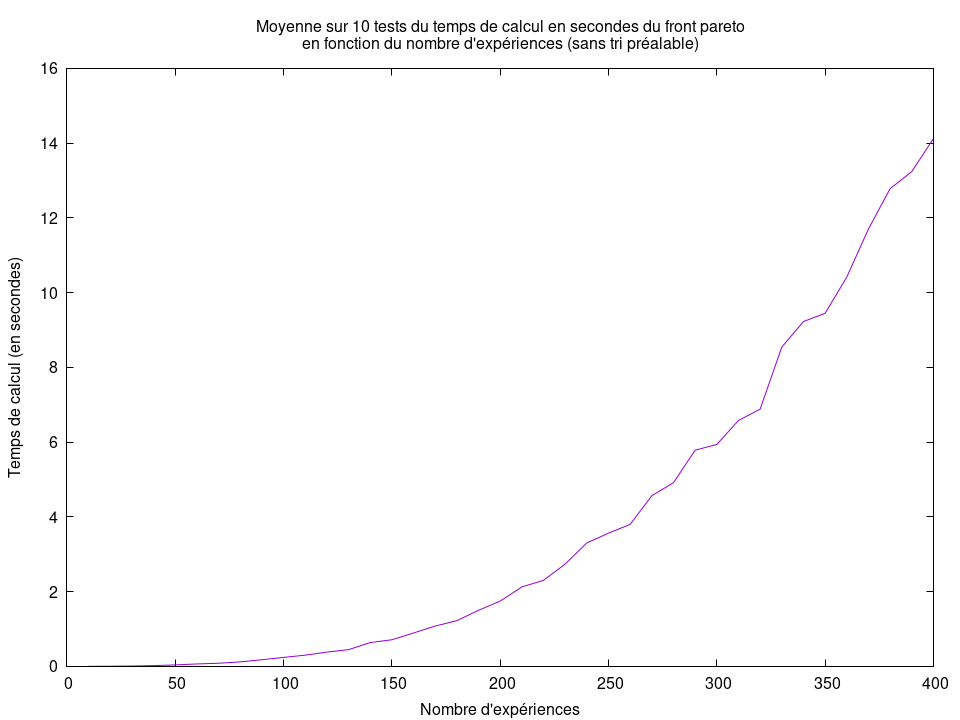 Moyenne sur 10 tests du temps de calcul en secondes du front pareto
en fonction du nombre d'expériences (sans tri préalable)
16
14
12
10
8
6
4
2
0
Temps de calcul (en secondes)
0 50 100 150 200 250 300 350 400
Nombre d'expériences